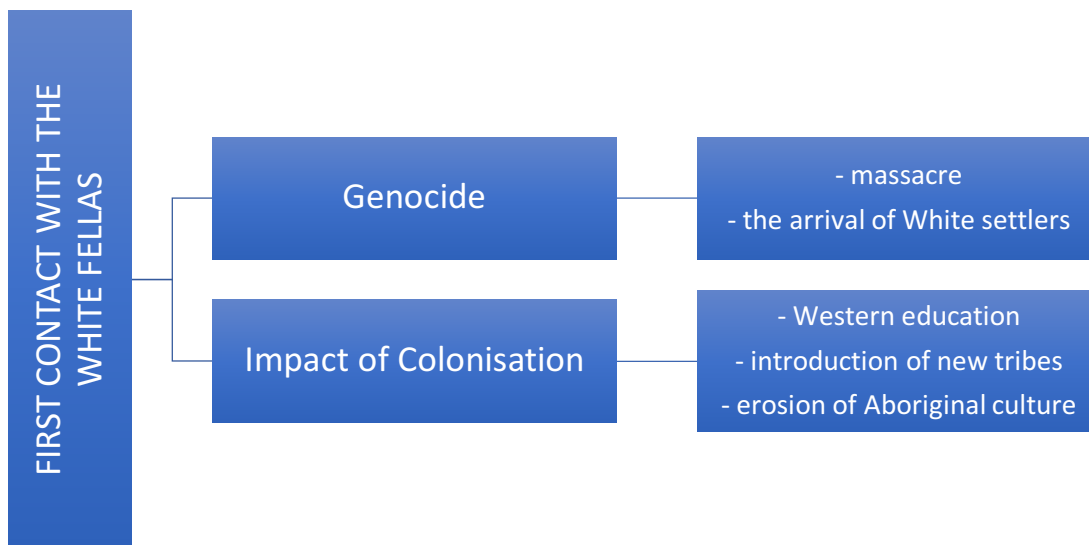 FIRST CONTACT WITH THE
WHITE FELLAS
Genocide
- massacre
- the arrival of White settlers
Impact of Colonisation
- Western education
- introduction of new tribes
- erosion of Aboriginal culture